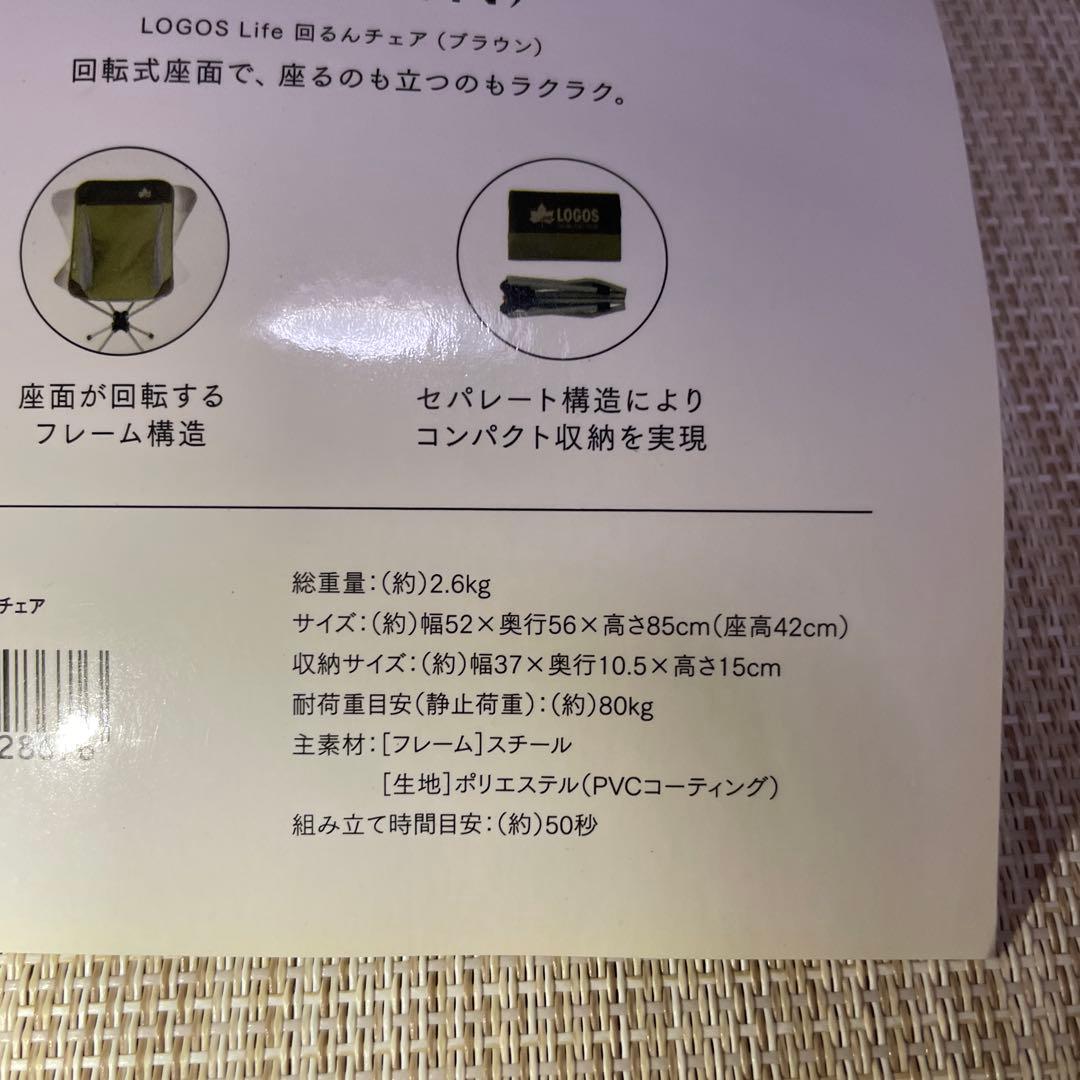 LOGOS Life 回るんチェア（ブラウン）
回転式座面で、座るのも立つのもラクラク。
LOGOS
座面が回転する
フレーム構造
セパレート構造により
コンパクト収納を実現
チェア
総重量：（約）2.6kg
サイズ：（約）幅52×奥行56×高さ85cm（座高42cm）
収納サイズ：（約）幅37×奥行10.5×高さ15cm
耐荷重目安（静止荷重）：（約）80kg
主素材：［フレーム］スチール
［生地］ポリエステル（PVCコーティング）
組み立て時間目安：（約）50秒